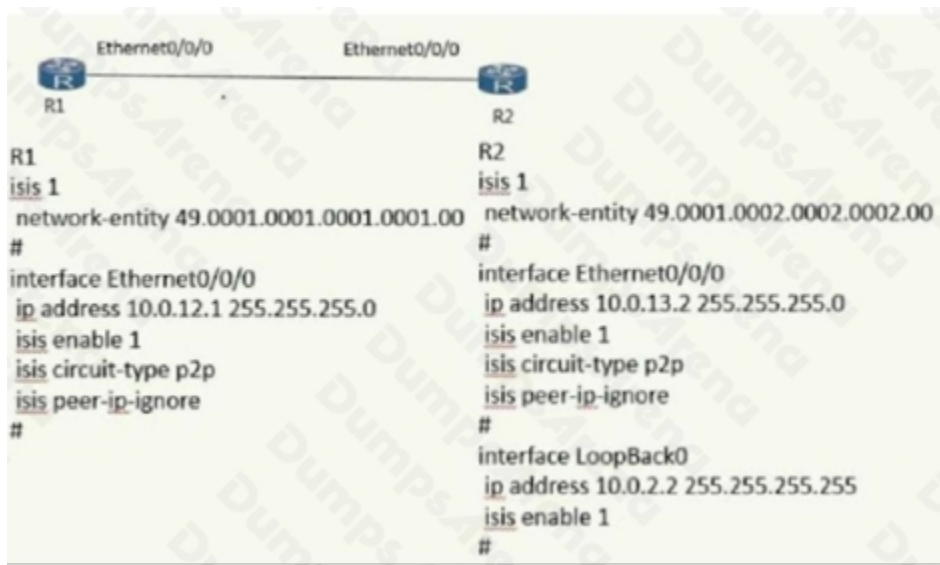 Ethernet0/0/0 Ethernet0/0/0
R R
R1 R2
R1
isis 1
network-entity 49.0001.0001.0001.0001.00
#
interface Ethernet0/0/0
ip address 10.0.12.1 255.255.255.0
isis enable 1
isis circuit-type p2p
isis peer-ip-ignore
#
R2
isis 1
network-entity 49.0001.0002.0002.0002.00
#
interface Ethernet0/0/0
ip address 10.0.13.2 255.255.255.0
isis enable 1
isis circuit-type p2p
isis peer-ip-ignore
#
interface LoopBack0
ip address 10.0.2.2 255.255.255.255
isis enable 1
#
DumpsArena